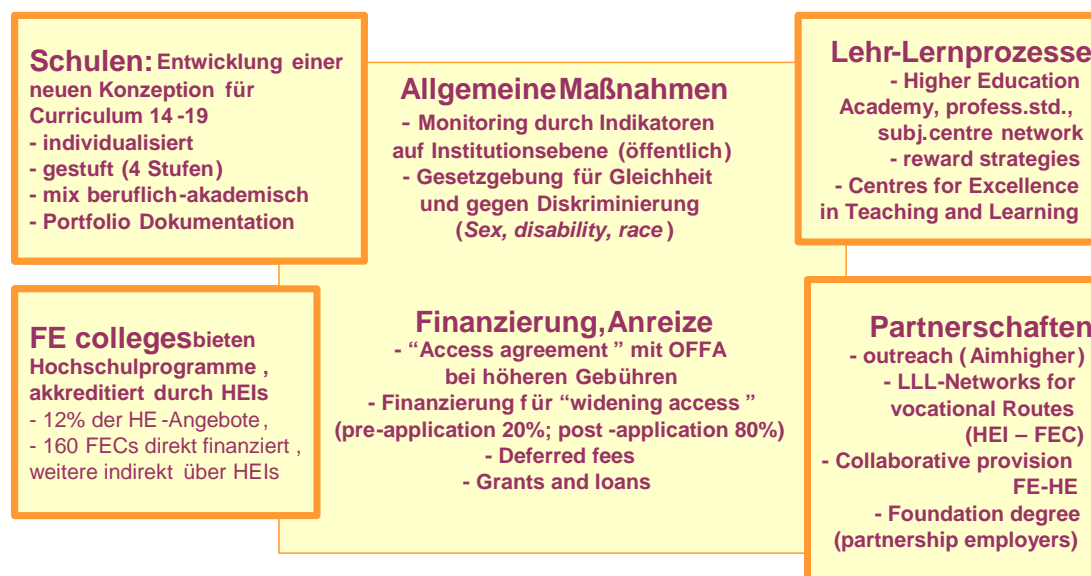 Schulen: Entwicklung einer
neuen Konzeption für
Curriculum 14 -19
- individualisiert
- gestuft (4 Stufen)
- mix beruflich-akademisch
- Portfolio Dokumentation
Allgemeine Maßnahmen
- Monitoring durch Indikatoren
auf Institutionsebene (öffentlich)
- Gesetzgebung für Gleichheit
und gegen Diskriminierung
(Sex, disability, race)
Lehr-Lernprozesse
- Higher Education
Academy, profess.std.,
subj.centre network
- reward strategies
- Centres for Excellence
in Teaching and Learning
FE colleges bieten
Hochschulprogramme ,
akkreditiert durch HEIs
- 12% der HE -Angebote,
- 160 FECs direkt finanziert ,
weitere indirekt über HEIs
Finanzierung, Anreize
- “Access agreement ” mit OFFA
bei höheren Gebühren
- Finanzierung für “widening access ”
(pre-application 20%; post -application 80%)
- Deferred fees
- Grants and loans
Partnerschaften
- outreach ( Aimhigher)
- LLL-Networks for
vocational Routes
(HEI – FEC)
- Collaborative provision
FE-HE
- Foundation degree
(partnership employers)